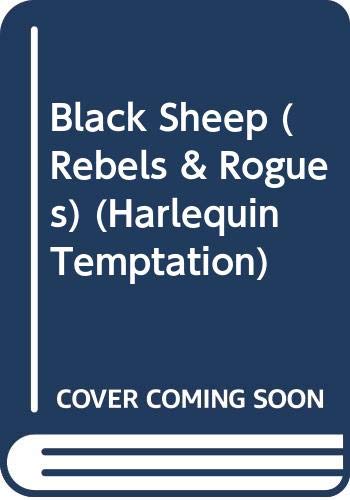 Black Sheep (
Rebels & Rogue
s) (Harlequin
Temptation)
COVER COMING SOON